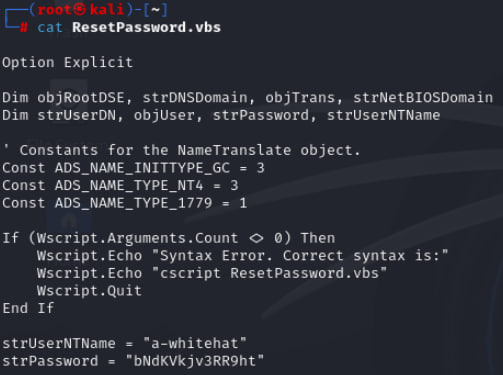 ┌──(root㉿kali)-[~]
└─# cat ResetPassword.vbs
Option Explicit
Dim objRootDSE, strDNSDomain, objTrans, strNetBIOSDomain
Dim strUserDN, objUser, strPassword, strUserNTName
' Constants for the NameTranslate object.
Const ADS_NAME_INITTYPE_GC = 3
Const ADS_NAME_TYPE_NT4 = 3
Const ADS_NAME_TYPE_1779 = 1
If (Wscript.Arguments.Count <> 0) Then
    Wscript.Echo "Syntax Error. Correct syntax is:"
    Wscript.Echo "cscript ResetPassword.vbs"
    Wscript.Quit
End If
strUserNTName = "a-whitehat"
strPassword = "bNdKVkjv3RR9ht"